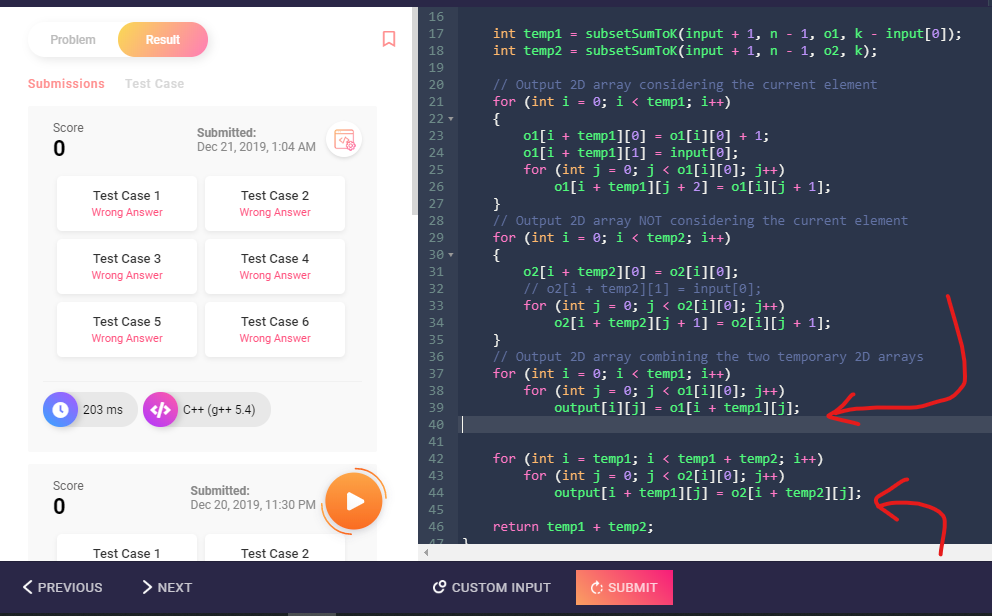 Problem
Result
Submissions
Test Case
Score
0
Submitted:
Dec 21, 2019, 1:04 AM
Test Case 1
Wrong Answer
Test Case 2
Wrong Answer
Test Case 3
Wrong Answer
Test Case 4
Wrong Answer
Test Case 5
Wrong Answer
Test Case 6
Wrong Answer
203 ms
C++ (g++ 5.4)
Score
0
Submitted:
Dec 20, 2019, 11:30 PM
Test Case 1
Test Case 2
16
17 int temp1 = subsetSumToK(input + 1, n - 1, o1, k - input[0]);
18 int temp2 = subsetSumToK(input + 1, n - 1, o2, k);
19
20 // Output 2D array considering the current element
21 for (int i = 0; i < temp1; i++)
22 {
23 o1[i + temp1][0] = o1[i][0] + 1;
24 o1[i + temp1][1] = input[0];
25 for (int j = 0; j < o1[i][0]; j++)
26 o1[i + temp1][j + 2] = o1[i][j + 1];
27 }
28 // Output 2D array NOT considering the current element
29 for (int i = 0; i < temp2; i++)
30 {
31 o2[i + temp2][0] = o2[i][0];
32 // o2[i + temp2][1] = input[0];
33 for (int j = 0; j < o2[i][0]; j++)
34 o2[i + temp2][j + 1] = o2[i][j + 1];
35 }
36 // Output 2D array combining the two temporary 2D arrays
37 for (int i = 0; i < temp1; i++)
38 for (int j = 0; j < o1[i][0]; j++)
39 output[i][j] = o1[i + temp1][j];
40
41
42 for (int i = temp1; i < temp1 + temp2; i++)
43 for (int j = 0; j < o2[i][0]; j++)
44 output[i + temp1][j] = o2[i + temp2][j];
45
46 return temp1 + temp2;
47 }
PREVIOUS
NEXT
CUSTOM INPUT
SUBMIT